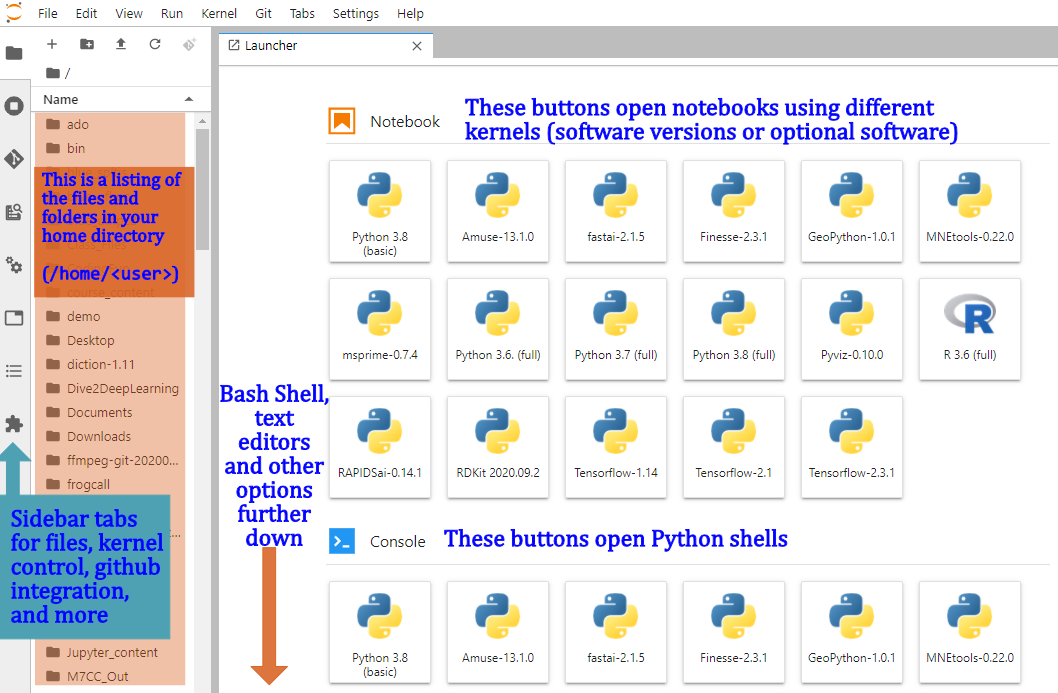 File Edit View Run Kernel Git Tabs Settings Help
Launcher
/
Name
ado
bin
This is a listing of
the files and
folders in your
home directory
(/home/<user>)
course_content
demo
Desktop
diction-1.11
Dive2DeepLearning
Documents
Downloads
ffmpeg-git-20200...
frogcall
Sidebar tabs
for files, kernel
control, github
integration,
and more
Jupyter_content
M7CC_Out
Notebook
These buttons open notebooks using different
kernels (software versions or optional software)
Python 3.8
(basic)
Amuse-13.1.0
fastai-2.1.5
Finesse-2.3.1
GeoPython-1.0.1
MNEtools-0.22.0
msprime-0.7.4
Python 3.6. (full)
Python 3.7 (full)
Python 3.8 (full)
Pyviz-0.10.0
R 3.6 (full)
Bash Shell,
text
editors
and other
options
further
down
RAPIDSai-0.14.1
RDKit 2020.09.2
Tensorflow-1.14
Tensorflow-2.1
Tensorflow-2.3.1
Console
These buttons open Python shells
Python 3.8
(basic)
Amuse-13.1.0
fastai-2.1.5
Finesse-2.3.1
GeoPython-1.0.1
MNEtools-0.22.0